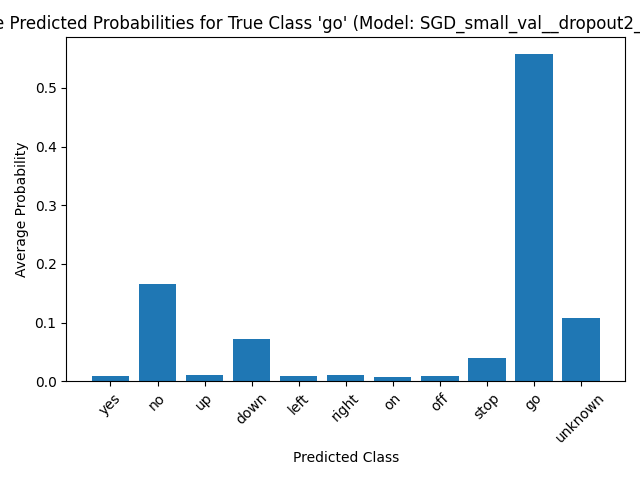 e Predicted Probabilities for True Class 'go' (Model: SGD_small_val__dropout2_
Average Probability
0.5
0.4
0.3
0.2
0.1
0.0
yes no up down left right on off stop go unknown
Predicted Class